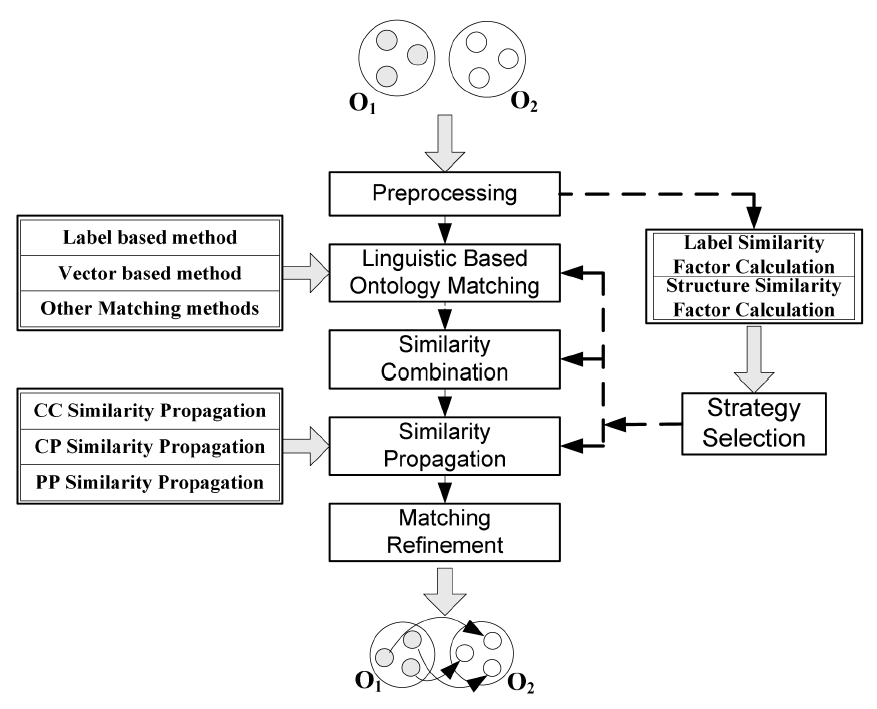 O1
O2
Preprocessing
Label based method
Vector based method
Other Matching methods
Linguistic Based
Ontology Matching
Label Similarity
Factor Calculation
Structure Similarity
Factor Calculation
Similarity
Combination
CC Similarity Propagation
CP Similarity Propagation
PP Similarity Propagation
Similarity
Propagation
Strategy
Selection
Matching
Refinement
O1
O2